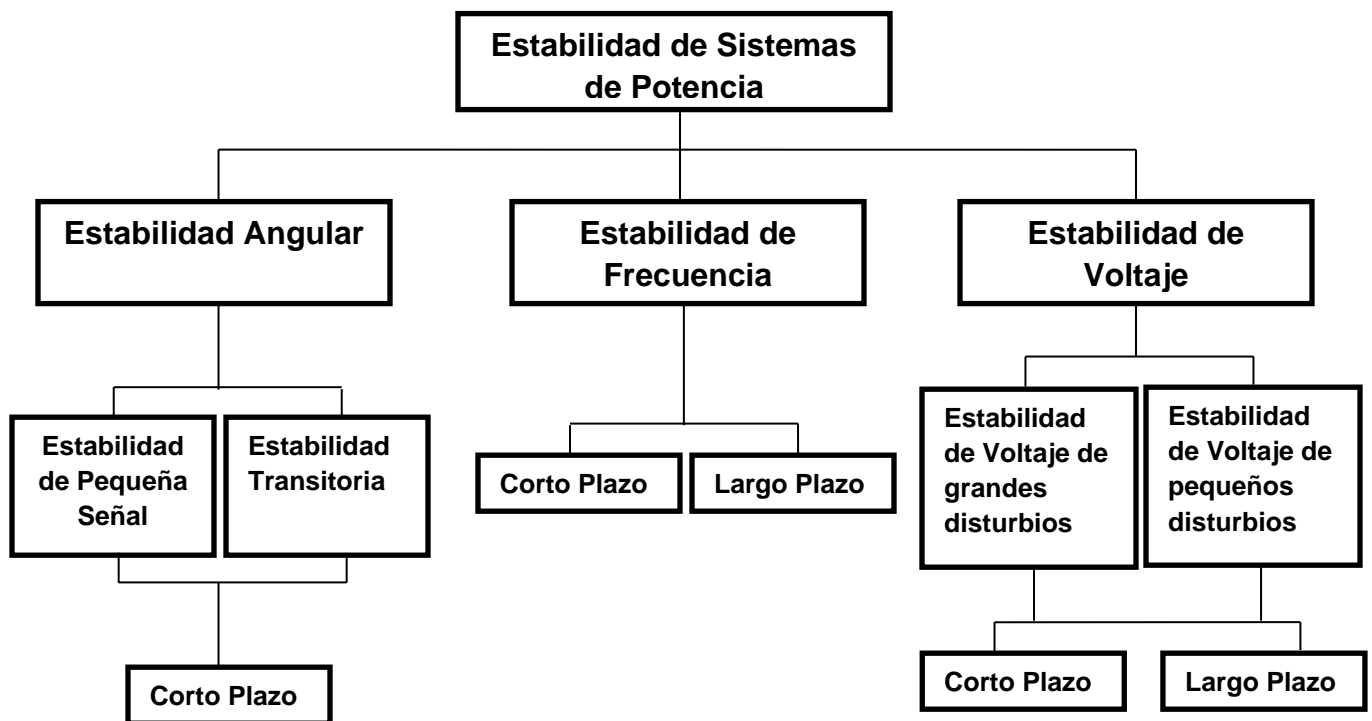 Estabilidad de Sistemas
de Potencia
Estabilidad Angular
Estabilidad de
Frecuencia
Estabilidad de
Voltaje
Estabilidad
de Pequeña
Señal
Estabilidad
Transitoria
Corto Plazo
Largo Plazo
Estabilidad
de Voltaje de
grandes
disturbios
Estabilidad
de Voltaje de
pequeños
disturbios
Corto Plazo
Corto Plazo
Largo Plazo